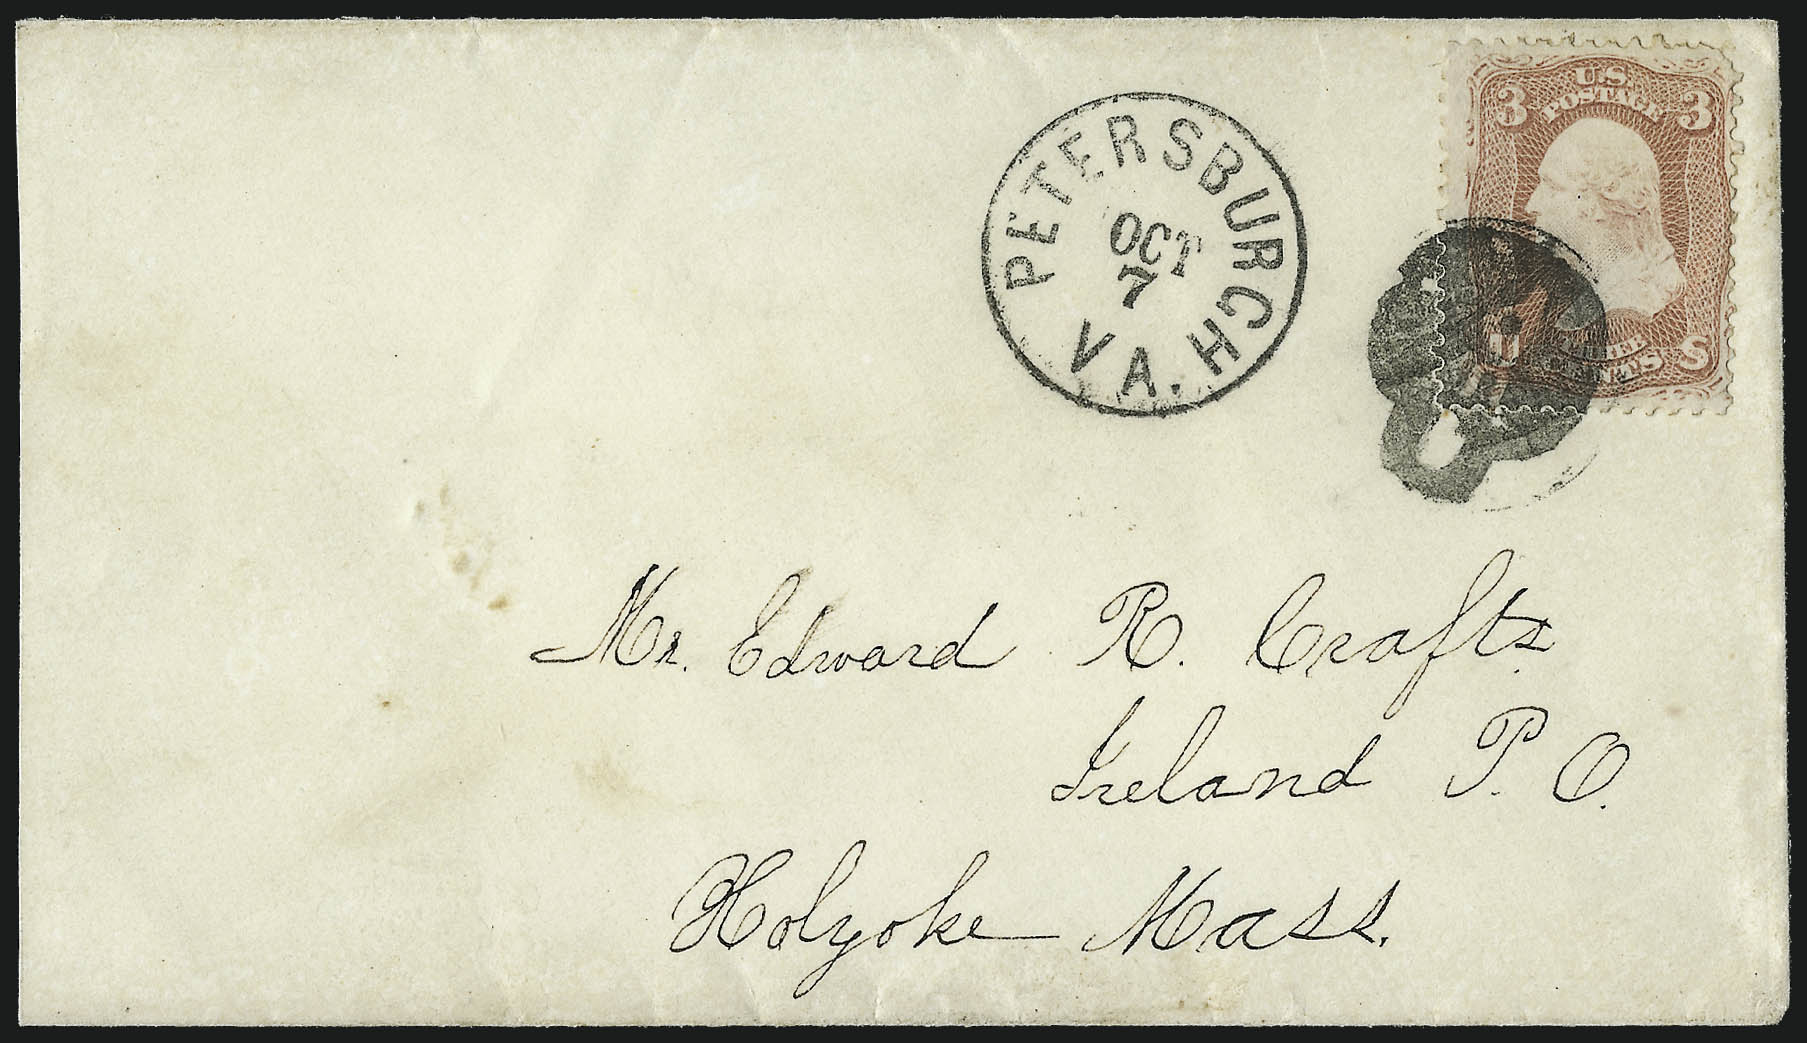 PETERSBURGH
VA.
OCT
7
U.S.
POSTAGE
3 3
U S
Mr. Edward R. Crafts.
Ireland P. O.
Holyoke Mass.